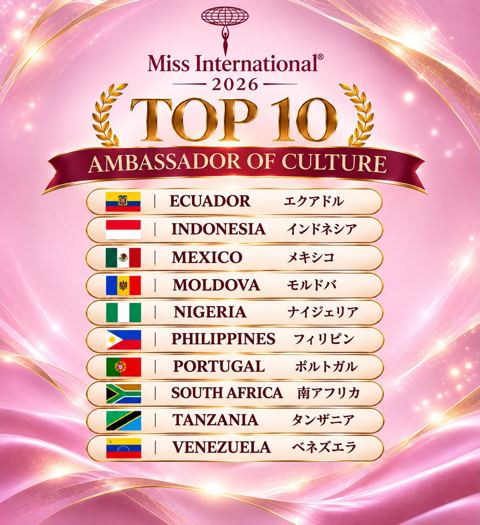 Miss International®
2026
TOP 10
AMBASSADOR OF CULTURE
ECUADOR エクアドル
INDONESIA インドネシア
MEXICO メキシコ
MOLDOVA モルドバ
NIGERIA ナイジェリア
PHILIPPINES フィリピン
PORTUGAL ポルトガル
SOUTH AFRICA 南アフリカ
TANZANIA タンザニア
VENEZUELA ベネズエラ